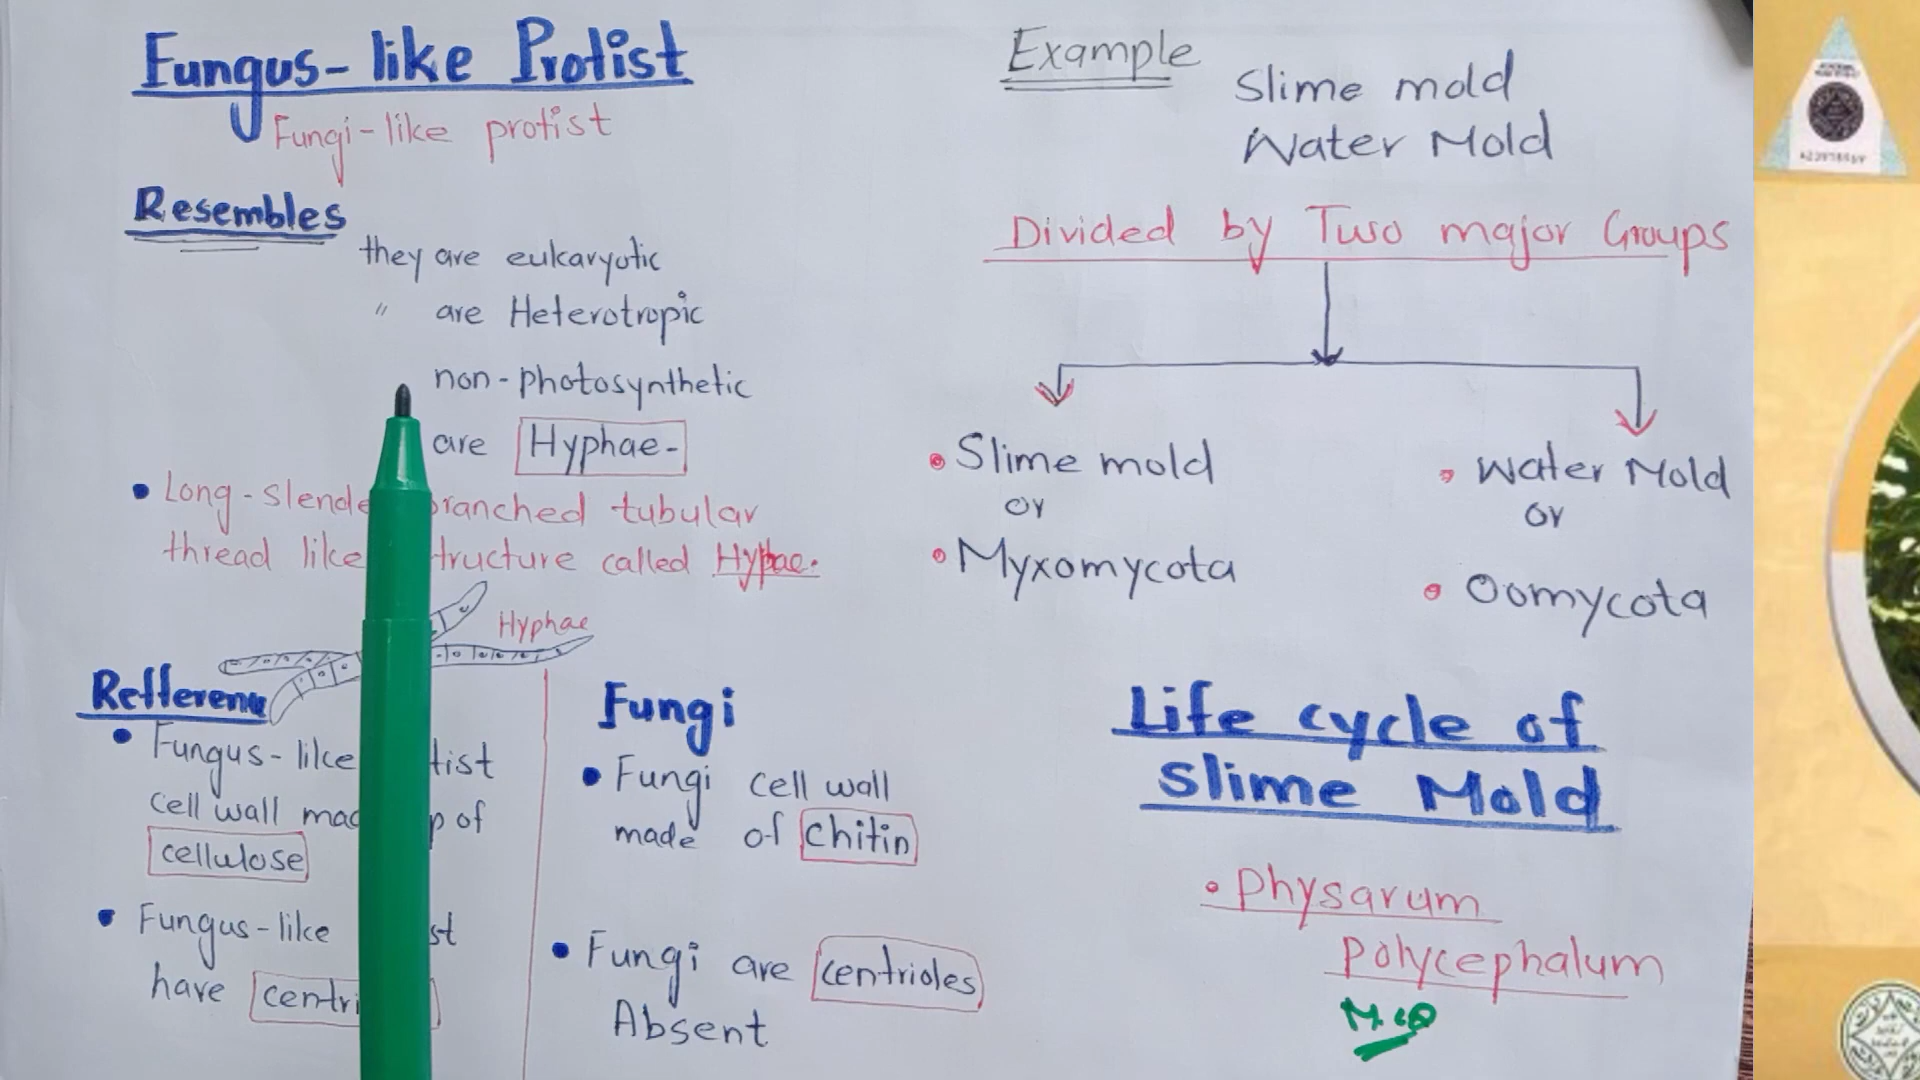 Fungus-like Protist
Fungi-like protist
Resembles
they are eukaryotic
" are Heterotropic
non-photosynthetic
are Hyphae-
• Long-slende ranched tubular
thread like tructure called Hyphae.
Hyphae
• Fungus-like tist
cell wall mad p of
cellulose
• Fungus-like st
have centri
Fungi
• Fungi cell wall
made of chitin
• Fungi are centrioles
Absent
Example
Slime mold
Water Mold
Divided by Two major Groups
• Slime mold
or
• Myxomycota
• Water Mold
or
• Oomycota
Life cycle of
Slime Mold
• Physarum
polycephalum
M.cQ